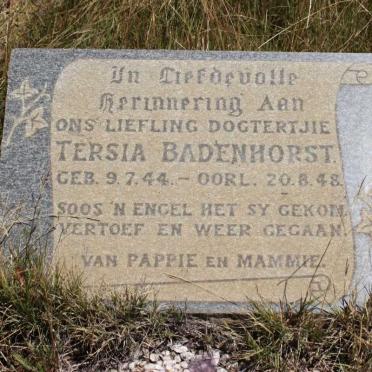 In Liefdevolle
Herinnering Aan
ONS LIEFLING DOGTERTJIE
TERSIA BADENHORST.
GEB. 9.7.44. – OORL. 20.8.48.
SOOS 'N ENGEL HET SY GEKOM,
VERTOEF EN WEER GEGAAN.
VAN PAPPIE EN MAMMIE.